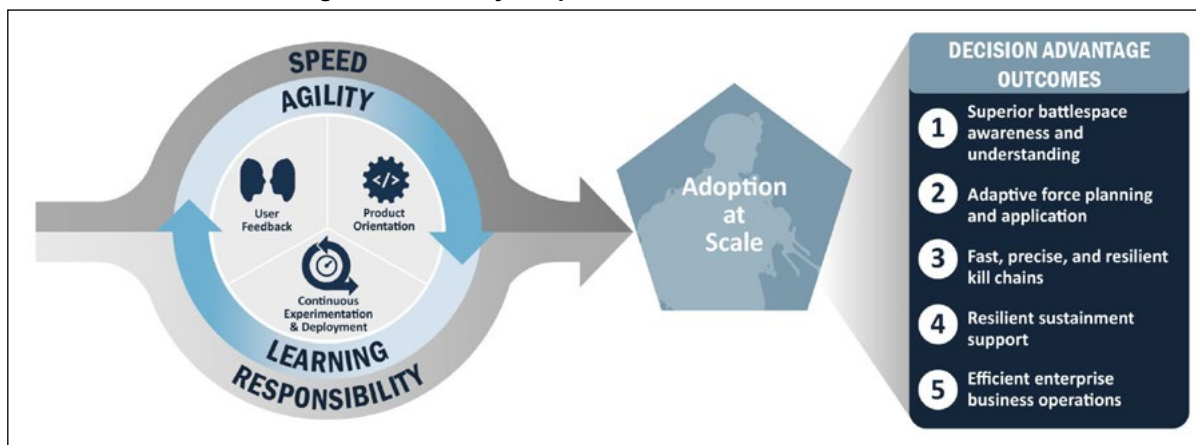 SPEED
AGILITY
User
Feedback
</>
Product
Orientation
Continuous
Experimentation
& Deployment
LEARNING
RESPONSIBILITY
Adoption
at
Scale
DECISION ADVANTAGE
OUTCOMES
1
Superior battlespace
awareness and
understanding
2
Adaptive force planning
and application
3
Fast, precise, and resilient
kill chains
4
Resilient sustainment
support
5
Efficient enterprise
business operations